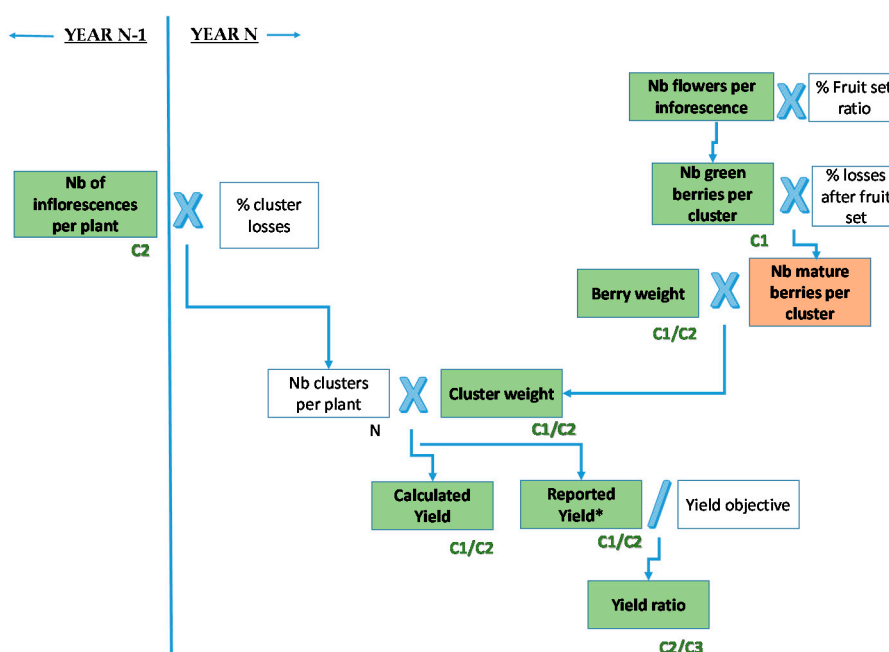 YEAR N-1
YEAR N
Nb flowers per
inforescence
% Fruit set
ratio
Nb of
inflorescences
per plant
C2
% cluster
losses
Nb green
berries per
cluster
C1
% losses
after fruit
set
Berry weight
C1/C2
Nb mature
berries per
cluster
Nb clusters
per plant
N
Cluster weight
C1/C2
Calculated
Yield
C1/C2
Reported
Yield*
C1/C2
Yield objective
Yield ratio
C2/C3